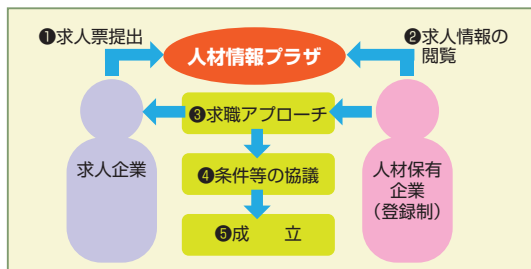 ❶求人票提出
人材情報プラザ
❷求人情報の
閲覧
❸求職アプローチ
求人企業
❹条件等の協議
人材保有
企業
（登録制）
❺成　　立